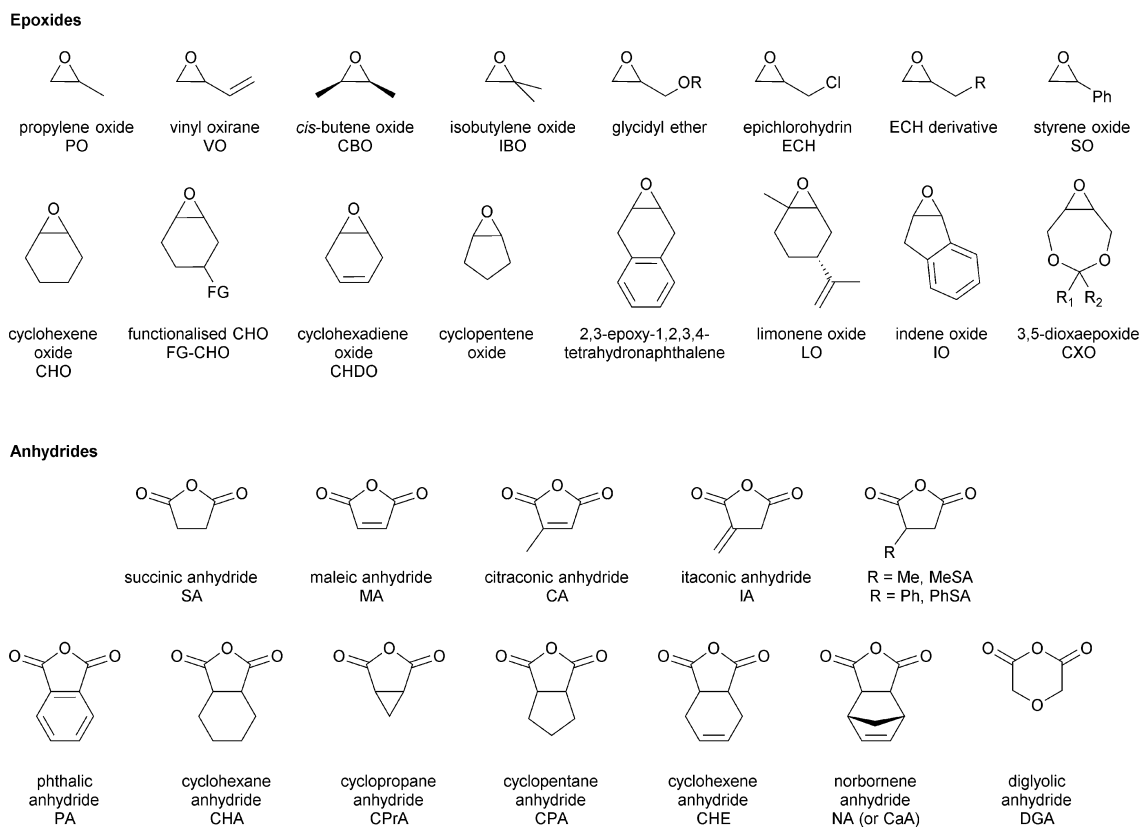 Epoxides
O O O O O O O O
OR Cl R Ph
propylene oxide vinyl oxirane cis-butene oxide isobutylene oxide glycidyl ether epichlorohydrin ECH derivative styrene oxide
PO VO CBO IBO ECH SO
O O O O O O O O
O O
FG R1 R2
cyclohexene functionalised CHO cyclohexadiene cyclopentene 2,3-epoxy-1,2,3,4- limonene oxide indene oxide 3,5-dioxaepoxide
oxide FG-CHO oxide oxide tetrahydronaphthalene LO IO CXO
CHO CHDO
Anhydrides
O O O O O O O O O O O O O O O
R
succinic anhydride maleic anhydride citraconic anhydride itaconic anhydride R = Me, MeSA
SA MA CA IA R = Ph, PhSA
O O O O O O O O O O O O O O O O O O O O O
O
phthalic cyclohexane cyclopropane cyclopentane cyclohexene norbornene diglyolic
anhydride anhydride anhydride anhydride anhydride anhydride anhydride
PA CHA CPrA CPA CHE NA (or CaA) DGA